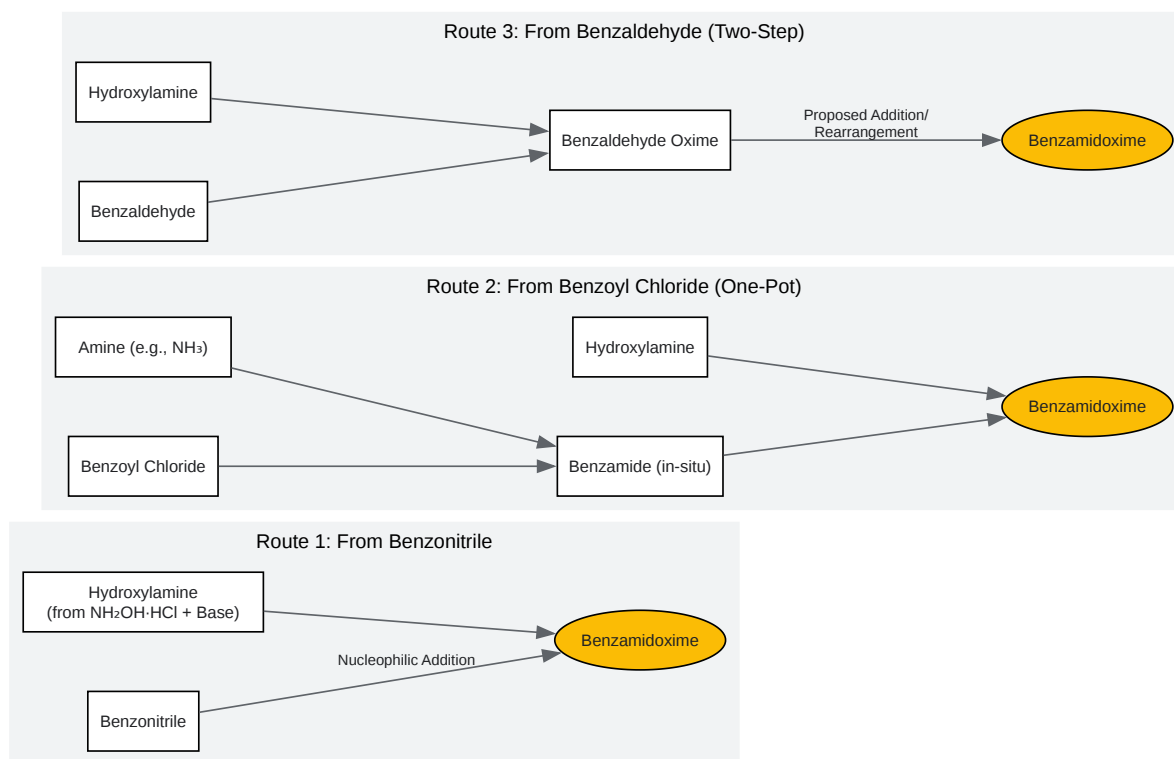 Route 3: From Benzaldehyde (Two-Step)
Hydroxylamine
Benzaldehyde
Benzaldehyde Oxime
Proposed Addition/
Rearrangement
Benzamidoxime
Route 2: From Benzoyl Chloride (One-Pot)
Amine (e.g., NH₃)
Hydroxylamine
Benzoyl Chloride
Benzamide (in-situ)
Benzamidoxime
Route 1: From Benzonitrile
Hydroxylamine
(from NH₂OH·HCl + Base)
Nucleophilic Addition
Benzonitrile
Benzamidoxime